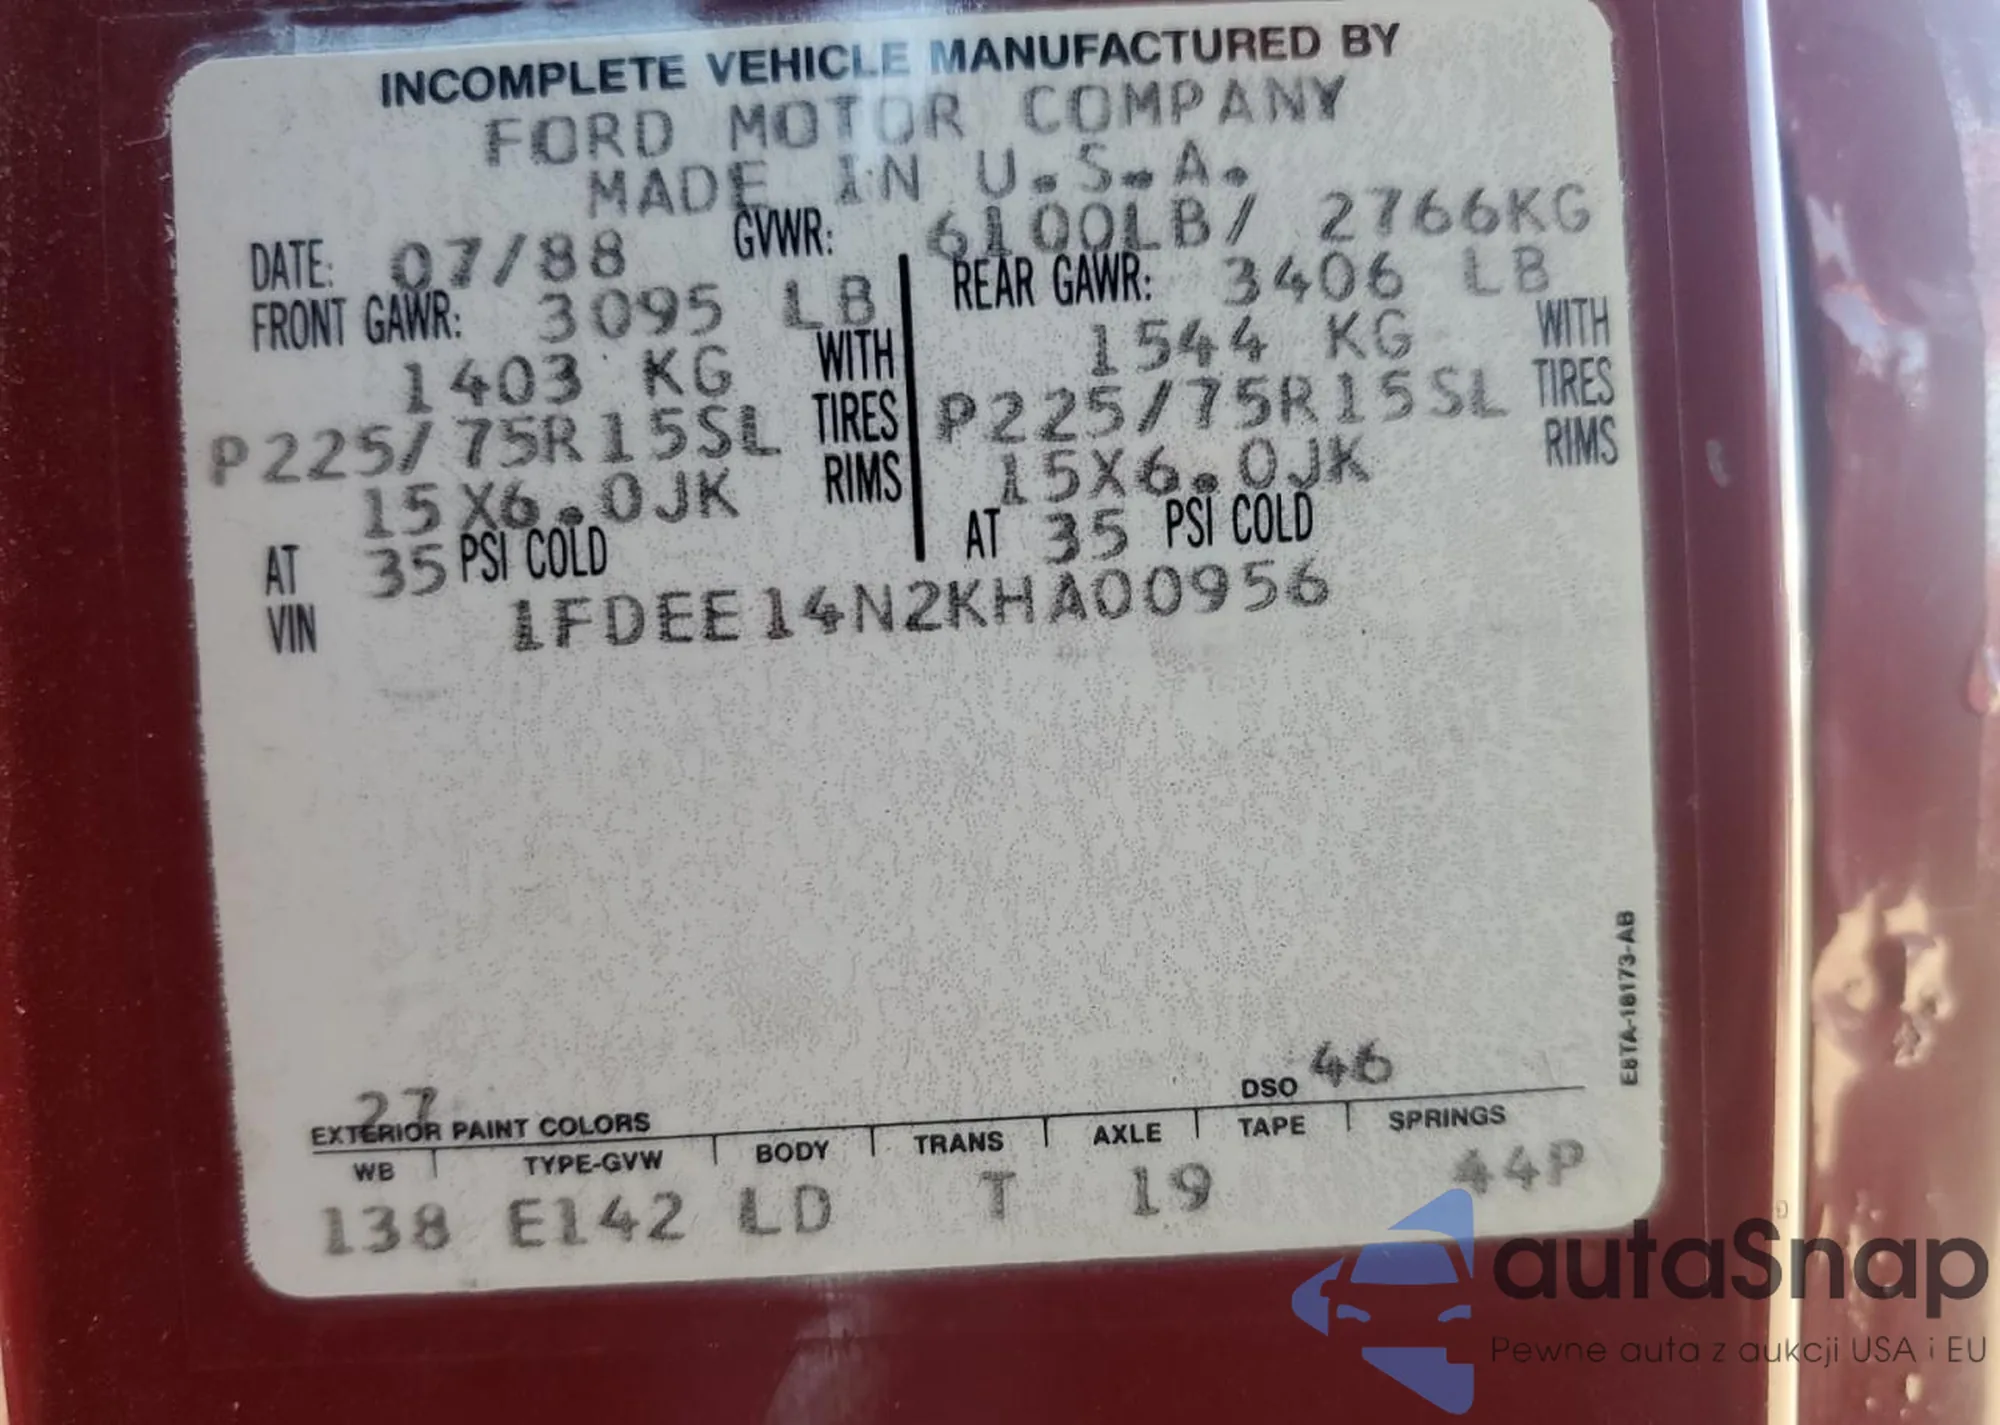 INCOMPLETE VEHICLE MANUFACTURED BY
FORD MOTOR COMPANY
MADE IN U.S.A.
DATE: 07/88 GVWR: 6100LB/ 2766KG
FRONT GAWR: 3095 LB REAR GAWR: 3406 LB
1403 KG WITH 1544 KG WITH
P225/75R15SL TIRES P225/75R15SL TIRES
15X6.0JK RIMS 15X6.0JK RIMS
AT 35 PSI COLD AT 35 PSI COLD
VIN 1FDEE14N2KHA00956
E8TA-18173-AB
27 DSO 46
EXTERIOR PAINT COLORS
WB TYPE-GVW BODY TRANS AXLE TAPE SPRINGS
138 E142 LD T 19 44P
autaSnap
Pewne auta z aukcji USA i EU